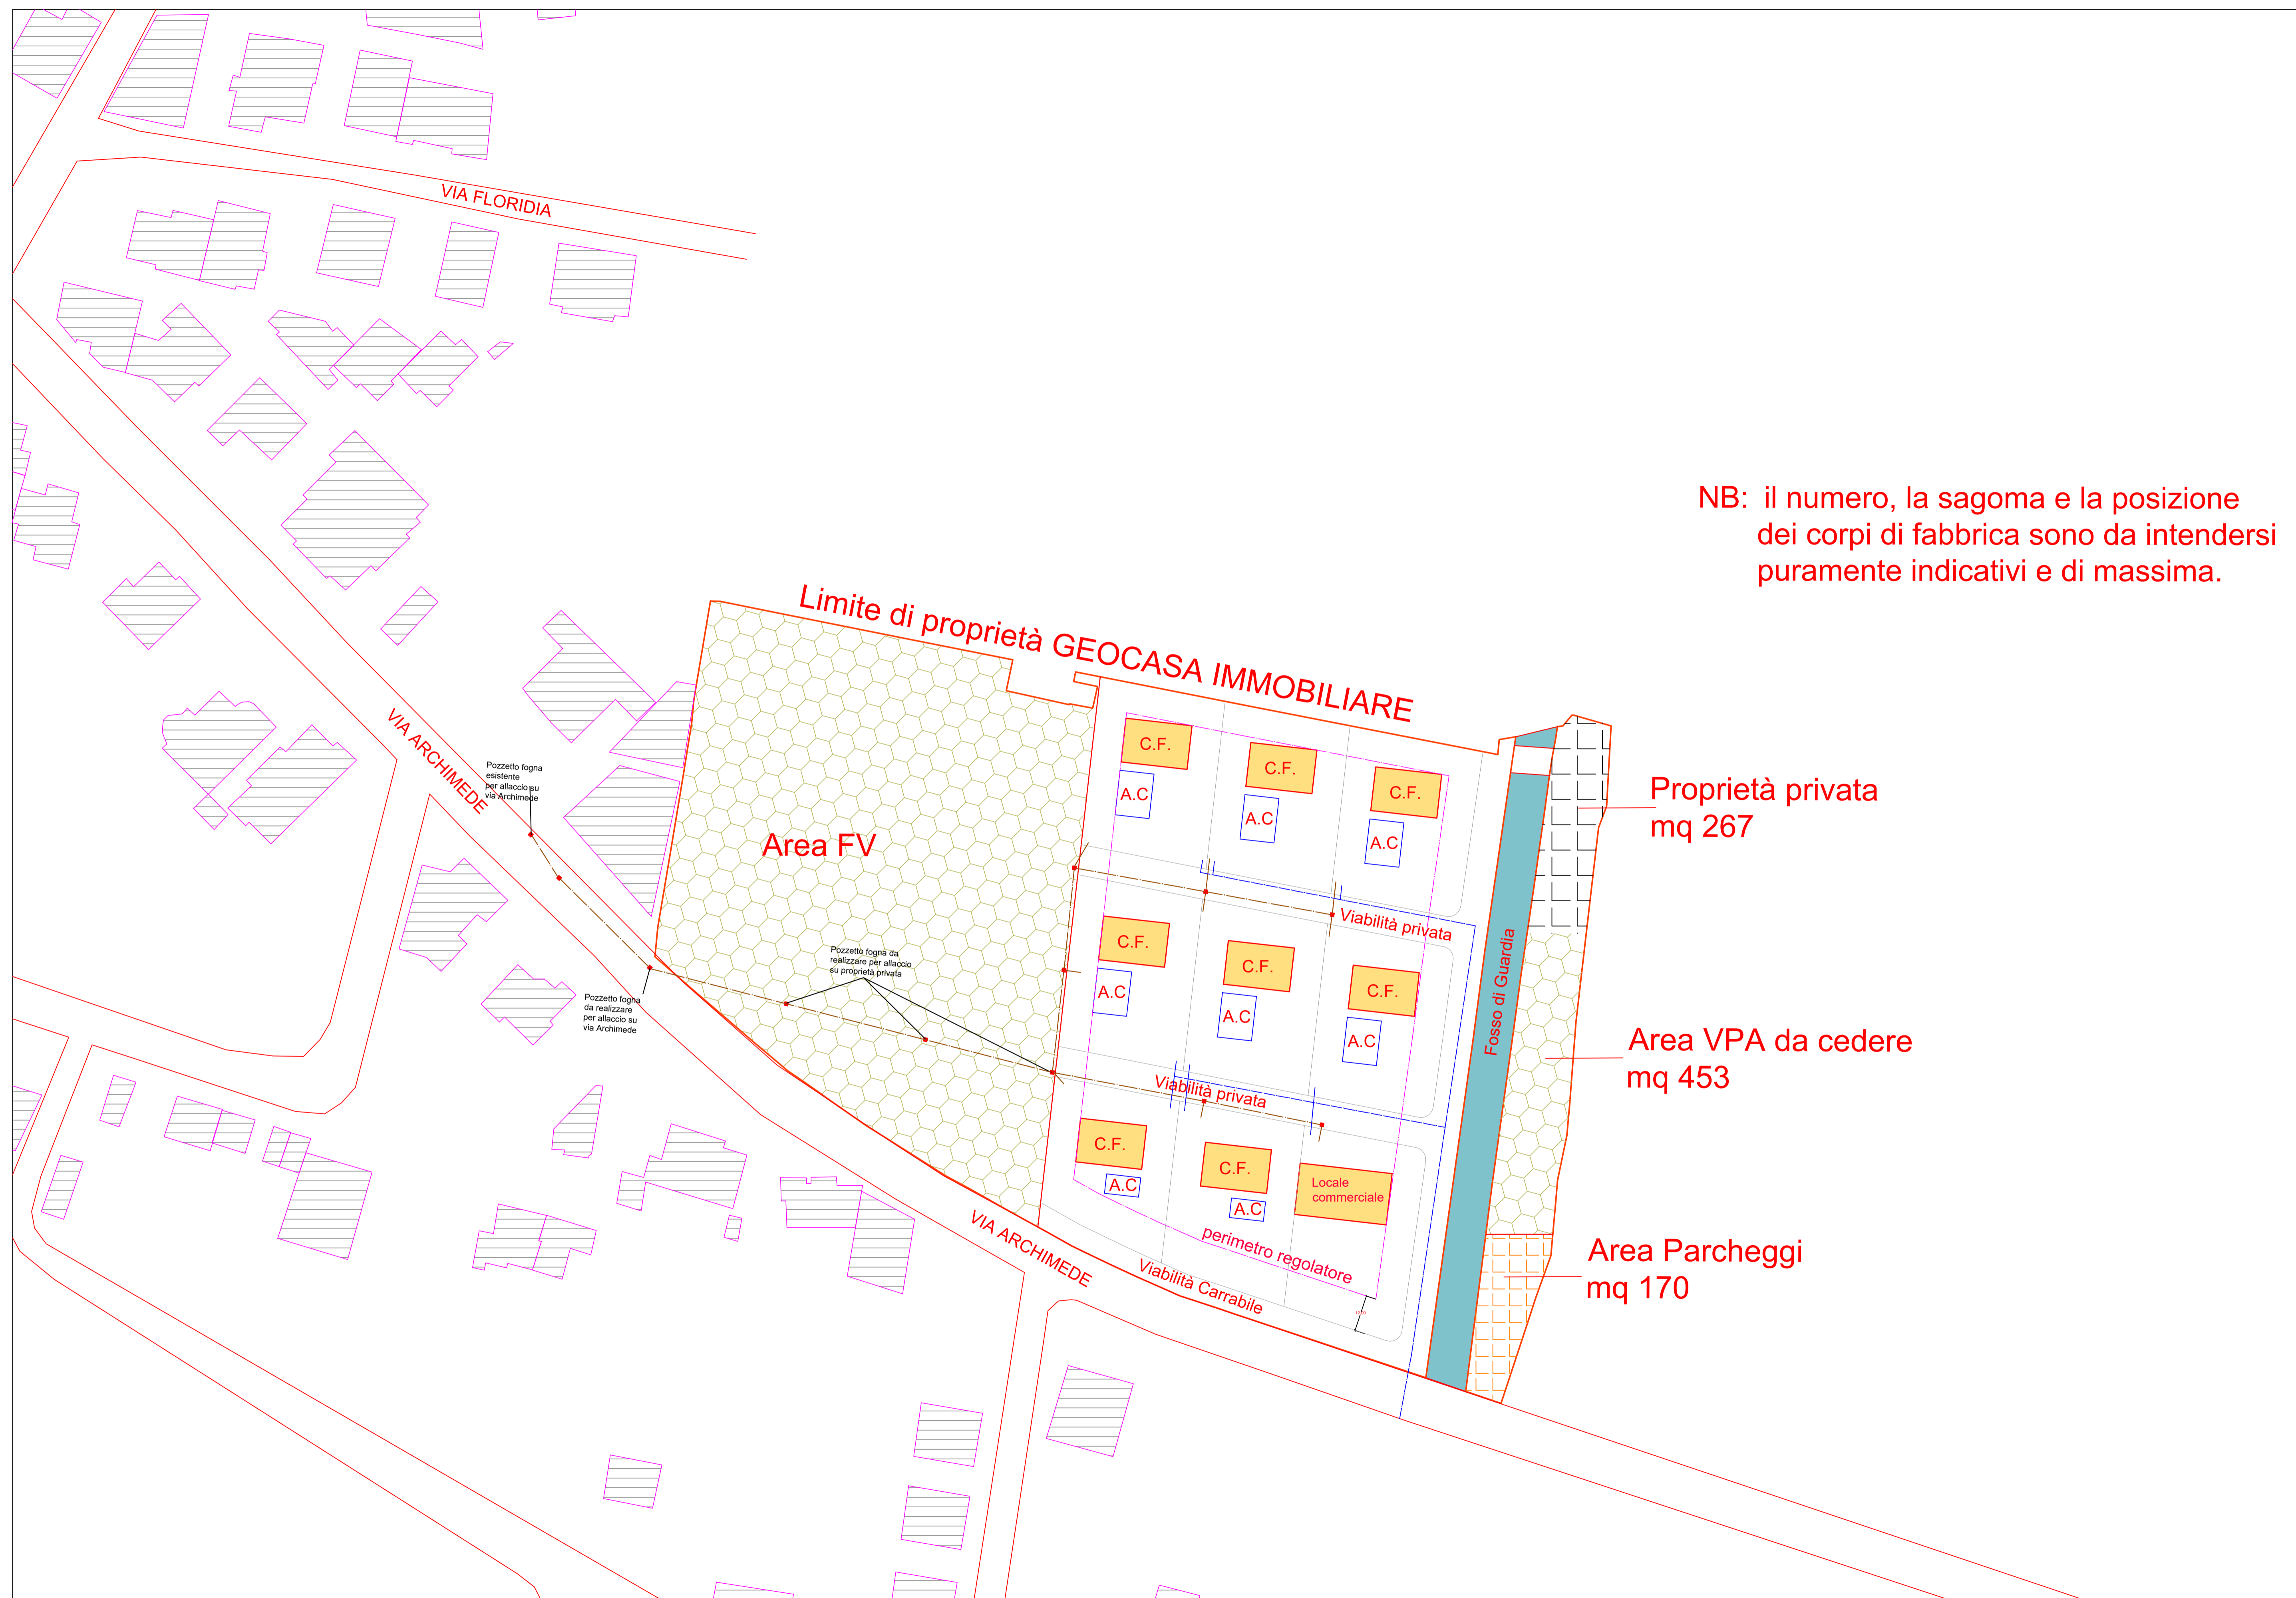 VIA FLORIDIA
NB: il numero, la sagoma e la posizione
dei corpi di fabbrica sono da intendersi
puramente indicativi e di massima.
Limite di proprietà GEOCASA IMMOBILIARE
VIA ARCHIMEDE
Pozzetto fogna
esistente
per allaccio su
via Archimede
Area FV
C.F.
C.F.
C.F.
A.C
A.C
A.C
Proprietà privata
mq 267
Viabilità privata
Pozzetto fogna da
realizzare per allaccio
su proprietà privata
C.F.
C.F.
C.F.
A.C
A.C
A.C
Fosso di Guardia
Pozzetto fogna
da realizzare
per allaccio su
via Archimede
Area VPA da cedere
mq 453
Viabilità privata
C.F.
C.F.
A.C
A.C
Locale
commerciale
VIA ARCHIMEDE
perimetro regolatore
Viabilità Carrabile
Area Parcheggi
mq 170